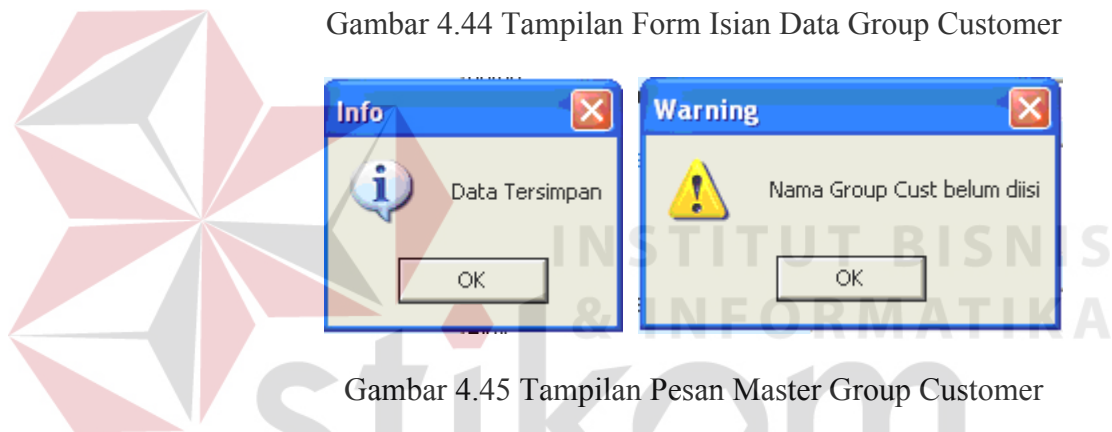 Gambar 4.44 Tampilan Form Isian Data Group Customer
Info
Data Tersimpan
OK
Warning
Nama Group Cust belum diisi
OK
INSTITUT BISNIS
& INFORMATIKA
stikom
Gambar 4.45 Tampilan Pesan Master Group Customer